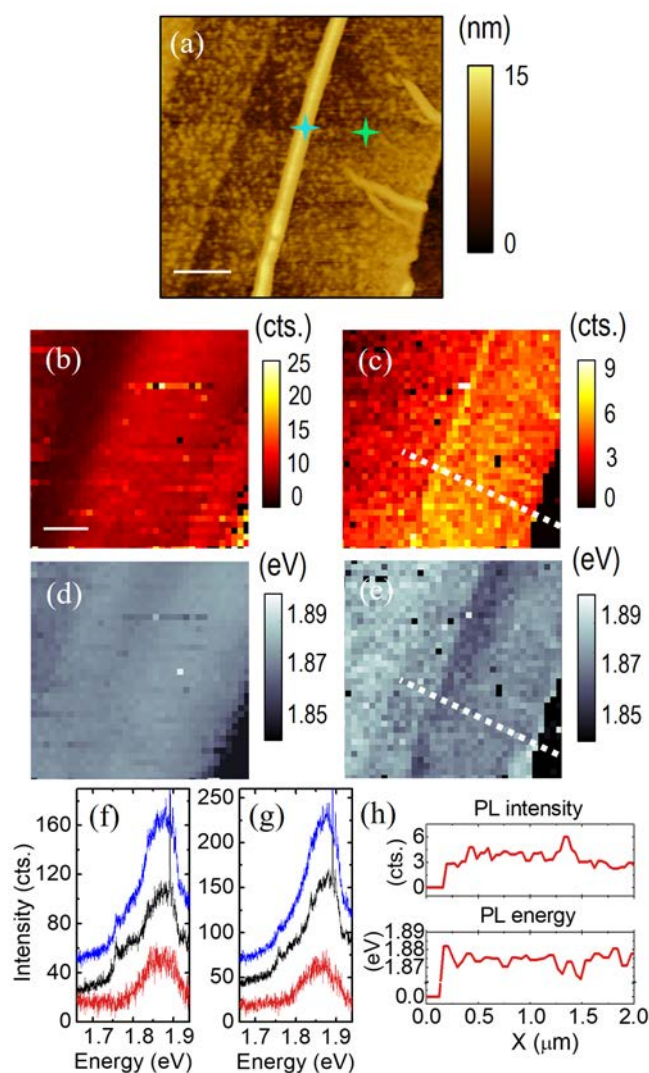 (a)
(nm)
15
0
(b)
(cts.)
25
20
15
10
5
0
(c)
(cts.)
9
6
3
0
(d)
(eV)
1.89
1.87
1.85
(e)
(eV)
1.89
1.87
1.85
(f)
160
120
80
40
0
Intensity (cts.)
1.7 1.8 1.9
Energy (eV)
(g)
250
200
150
100
50
0
1.7 1.8 1.9
Energy (eV)
(h)
PL intensity
(cts.)
6
3
0
PL energy
(eV)
1.89
1.88
1.87
0.0
0.0 0.5 1.0 1.5 2.0
X (μm)